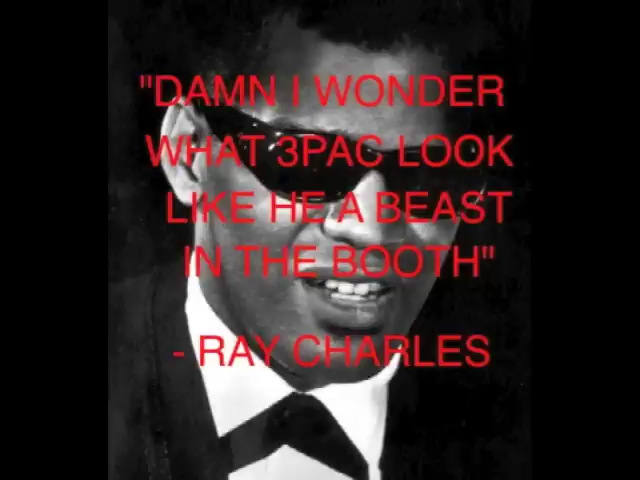 "DAMN I WONDER
WHAT 3PAC LOOK
LIKE HE A BEAST
IN THE BOOTH"
- RAY CHARLES